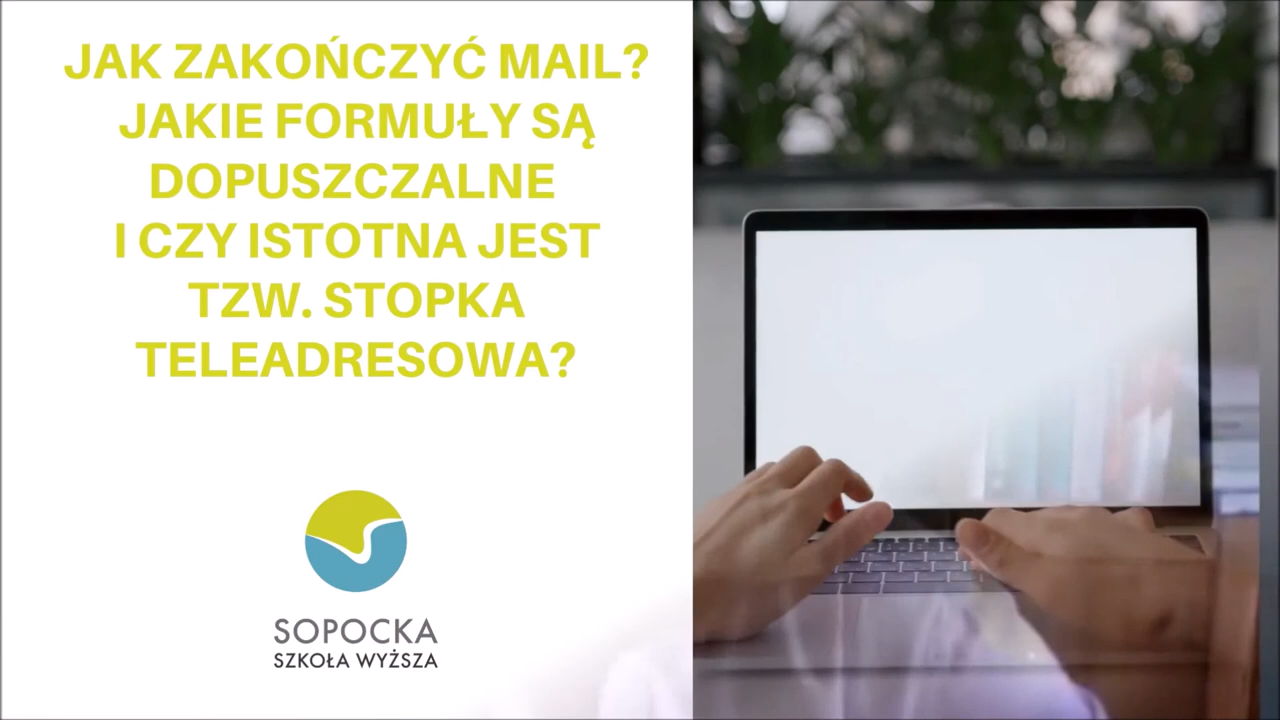 JAK ZAKOŃCZYĆ MAIL?
JAKIE FORMUŁY SĄ
DOPUSZCZALNE
I CZY ISTOTNA JEST
TZW. STOPKA
TELEADRESOWA?
SOPOCKA
SZKOŁA WYŻSZA